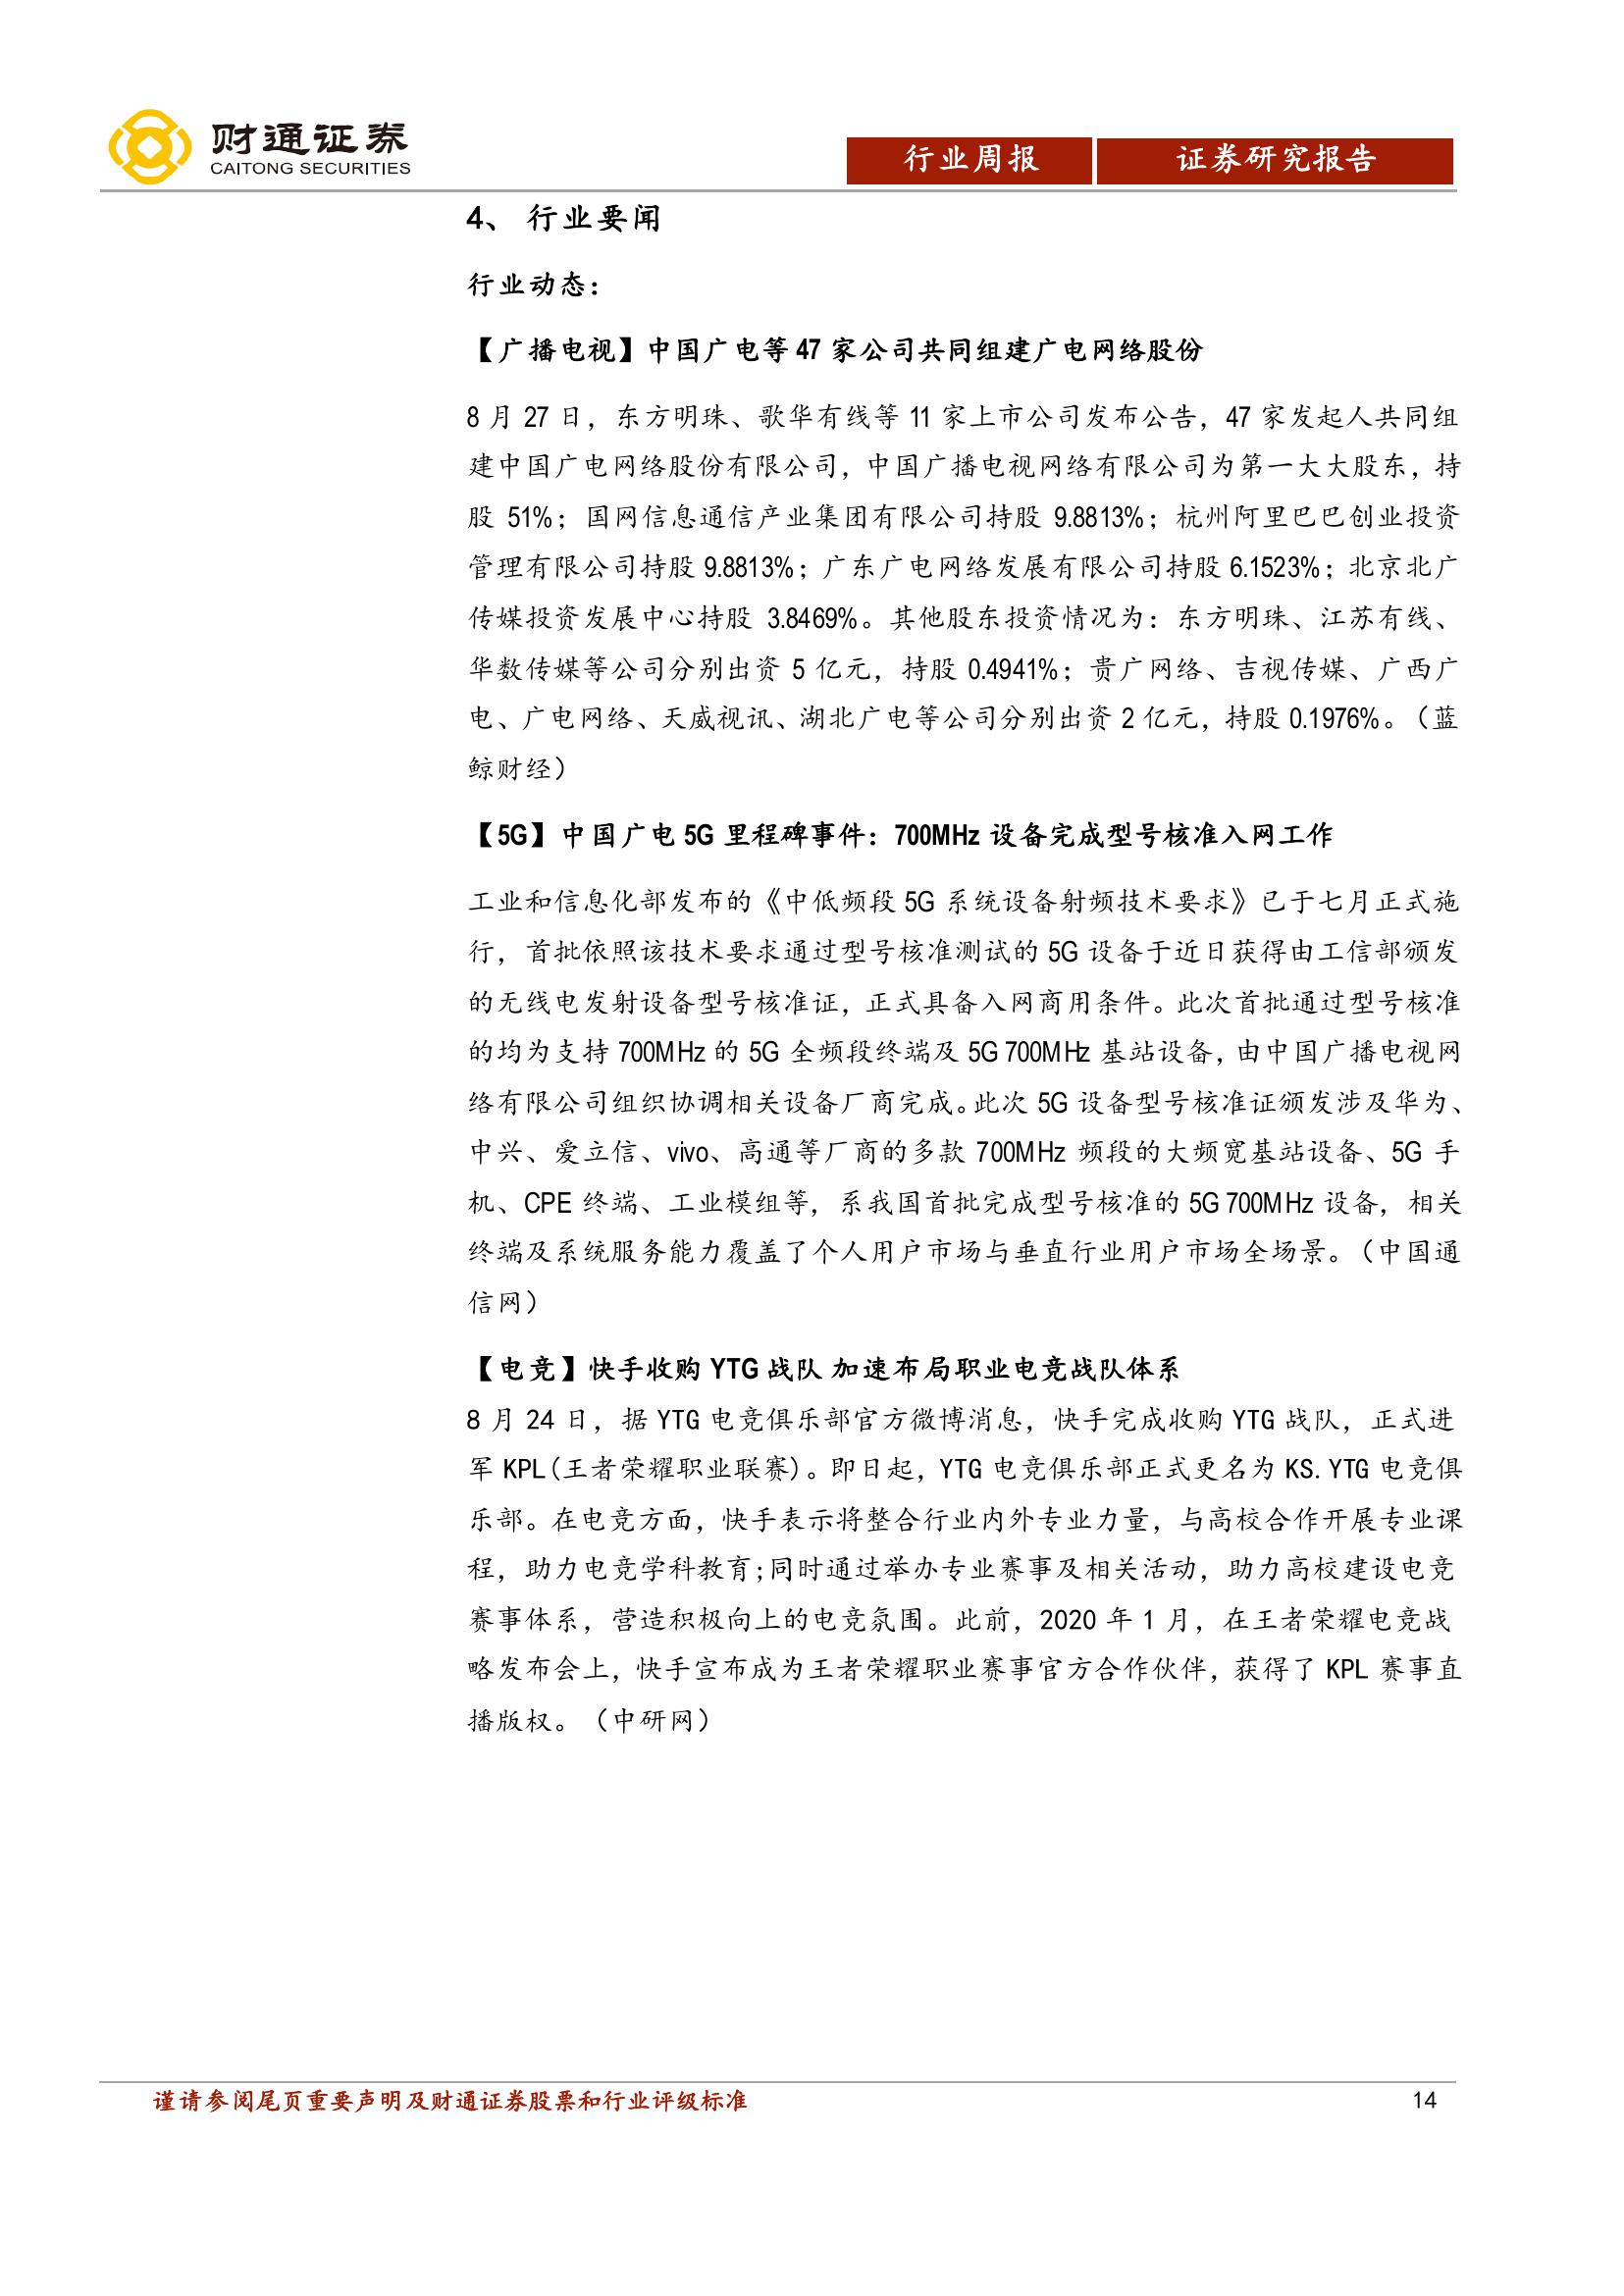 财通证券
CAITONG SECURITIES
行业周报
证券研究报告
4、 行业要闻
行业动态：
【广播电视】中国广电等 47 家公司共同组建广电网络股份
8 月 27 日，东方明珠、歌华有线等 11 家上市公司发布公告，47 家发起人共同组
建中国广电网络股份有限公司，中国广播电视网络有限公司为第一大大股东，持
股 51%；国网信息通信产业集团有限公司持股 9.8813%；杭州阿里巴巴创业投资
管理有限公司持股 9.8813%；广东广电网络发展有限公司持股 6.1523%；北京北广
传媒投资发展中心持股 3.8469%。其他股东投资情况为：东方明珠、江苏有线、
华数传媒等公司分别出资 5 亿元，持股 0.4941%；贵广网络、吉视传媒、广西广
电、广电网络、天威视讯、湖北广电等公司分别出资 2 亿元，持股 0.1976%。（蓝
鲸财经）
【5G】中国广电 5G 里程碑事件：700MHz 设备完成型号核准入网工作
工业和信息化部发布的《中低频段 5G 系统设备射频技术要求》已于七月正式施
行，首批依照该技术要求通过型号核准测试的 5G 设备于近日获得由工信部颁发
的无线电发射设备型号核准证，正式具备入网商用条件。此次首批通过型号核准
的均为支持 700MHz 的 5G 全频段终端及 5G 700MHz 基站设备，由中国广播电视网
络有限公司组织协调相关设备厂商完成。此次 5G 设备型号核准证颁发涉及华为、
中兴、爱立信、vivo、高通等厂商的多款 700MHz 频段的大频宽基站设备、5G 手
机、CPE 终端、工业模组等，系我国首批完成型号核准的 5G 700MHz 设备，相关
终端及系统服务能力覆盖了个人用户市场与垂直行业用户市场全场景。（中国通
信网）
【电竞】快手收购 YTG 战队 加速布局职业电竞战队体系
8 月 24 日，据 YTG 电竞俱乐部官方微博消息，快手完成收购 YTG 战队，正式进
军 KPL(王者荣耀职业联赛)。即日起，YTG 电竞俱乐部正式更名为 KS.YTG 电竞俱
乐部。在电竞方面，快手表示将整合行业内外专业力量，与高校合作开展专业课
程，助力电竞学科教育;同时通过举办专业赛事及相关活动，助力高校建设电竞
赛事体系，营造积极向上的电竞氛围。此前，2020 年 1 月，在王者荣耀电竞战
略发布会上，快手宣布成为王者荣耀职业赛事官方合作伙伴，获得了 KPL 赛事直
播版权。（中研网）
谨请参阅尾页重要声明及财通证券股票和行业评级标准
14